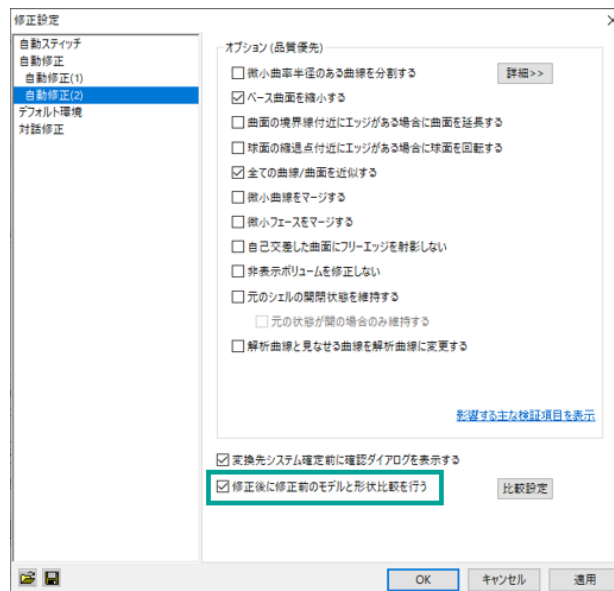 修正設定
自動スティッチ
自動修正
自動修正(1)
自動修正(2)
デフォルト環境
対話修正
オプション (品質優先)
微小曲率半径のある曲線を分割する
詳細>>
ベース曲面を縮小する
曲面の境界線付近にエッジがある場合に曲面を延長する
球面の縮退点付近にエッジがある場合に球面を回転する
全ての曲線/曲面を近似する
微小曲線をマージする
微小フェースをマージする
自己交差した曲面にフリーエッジを射影しない
非表示ボリュームを修正しない
元のシェルの開閉状態を維持する
元の状態が開の場合のみ維持する
解析曲線と見なせる曲線を解析曲線に変更する
影響する主な検証項目を表示
変換先システム確定前に確認ダイアログを表示する
修正後に修正前のモデルと形状比較を行う
比較設定
OK
キャンセル
適用